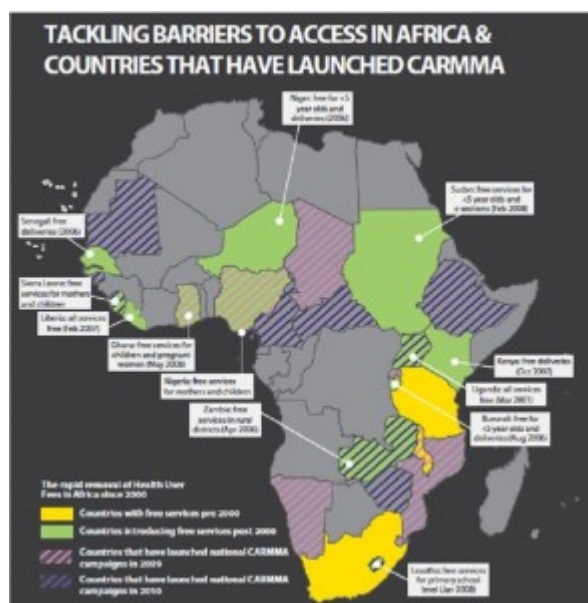 TACKLING BARRIERS TO ACCESS IN AFRICA &
COUNTRIES THAT HAVE LAUNCHED CARMMA
Niger: free for <5
year olds and
deliveries (2006)
Sudan: free services for
<5 year olds and
c-sections (Feb 2008)
Senegal: free
deliveries (2006)
Sierra Leone: free
services for mothers
and children
Liberia: all services
free (Feb 2007)
Ghana: free services for
children and pregnant
women (May 2008)
Nigeria: free services
for mothers and children
Zambia: free
services in rural
districts (Apr 2006)
Kenya: free deliveries
(Oct 2007)
Uganda: all services
free (Mar 2001)
Burundi: free for
<5 year olds and
deliveries (Aug 2006)
Lesotho: free services
for primary school
level (Jan 2008)
The rapid removal of Health User
Fees in Africa since 2000
Countries with free services pre 2000
Countries introducing free services post 2000
Countries that have launched national CARMMA
campaigns in 2009
Countries that have launched national CARMMA
campaigns in 2010